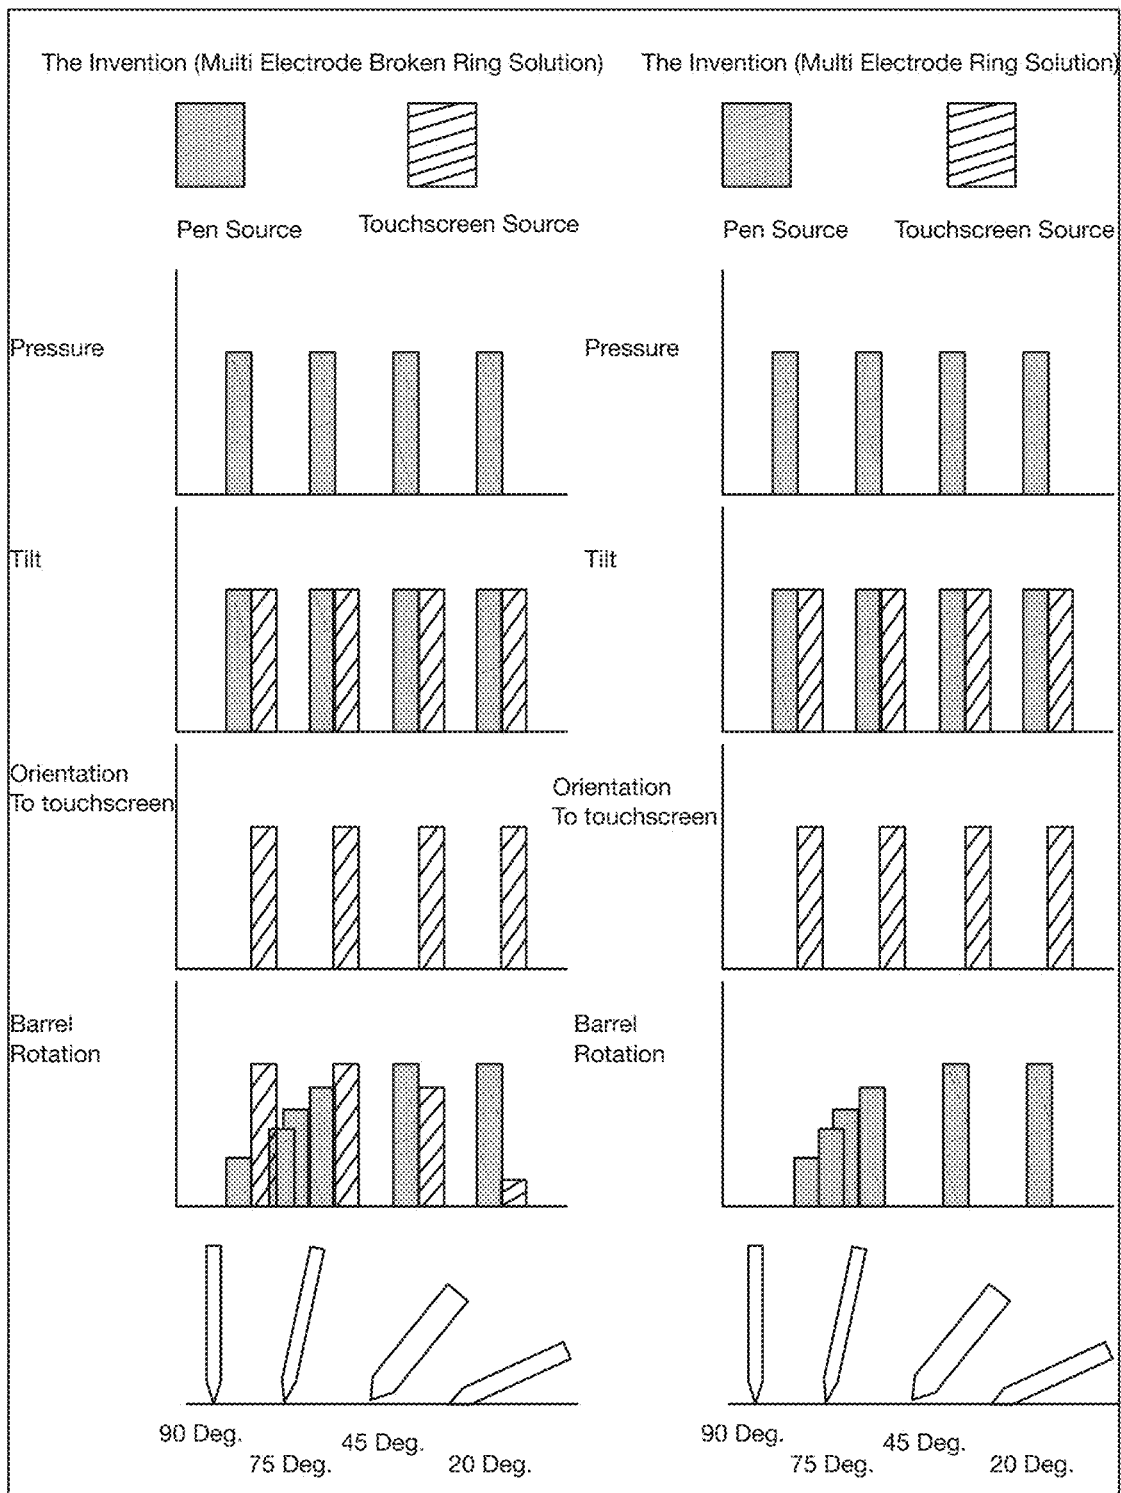 The Invention (Multi Electrode Broken Ring Solution)
The Invention (Multi Electrode Ring Solution)
Pen Source
Touchscreen Source
Pen Source
Touchscreen Source
Pressure
Pressure
Tilt
Tilt
Orientation
To touchscreen
Orientation
To touchscreen
Barrel
Rotation
Barrel
Rotation
90 Deg.
75 Deg.
45 Deg.
20 Deg.
90 Deg.
75 Deg.
45 Deg.
20 Deg.